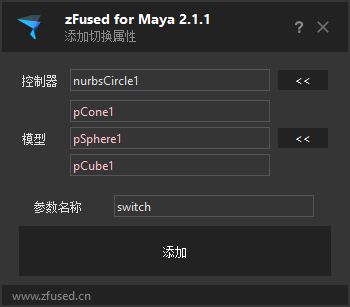 zFused for Maya 2.1.1
添加切换属性
?
控制器 nurbsCircle1 <<
pCone1
模型 pSphere1 <<
pCube1
参数名称 switch
添加
www.zfused.cn